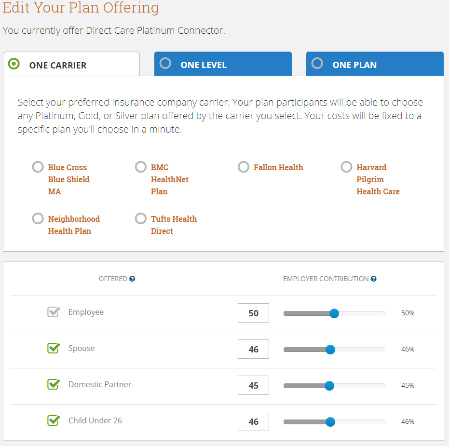 Edit Your Plan Offering
You currently offer Direct Care Platinum Connector.
ONE CARRIER
ONE LEVEL
ONE PLAN
Select your preferred insurance company carrier. Your plan participants will be able to choose
any Platinum, Gold, or Silver plan offered by the carrier you select. Your costs will be fixed to a
specific plan you'll choose in a minute.
Blue Cross
Blue Shield
MA
BMC
HealthNet
Plan
Fallon Health
Harvard
Pilgrim
Health Care
Neighborhood
Health Plan
Tufts Health
Direct
OFFERED ?
EMPLOYER CONTRIBUTION ?
Employee 50 50%
Spouse 46 46%
Domestic Partner 45 45%
Child Under 26 46 46%